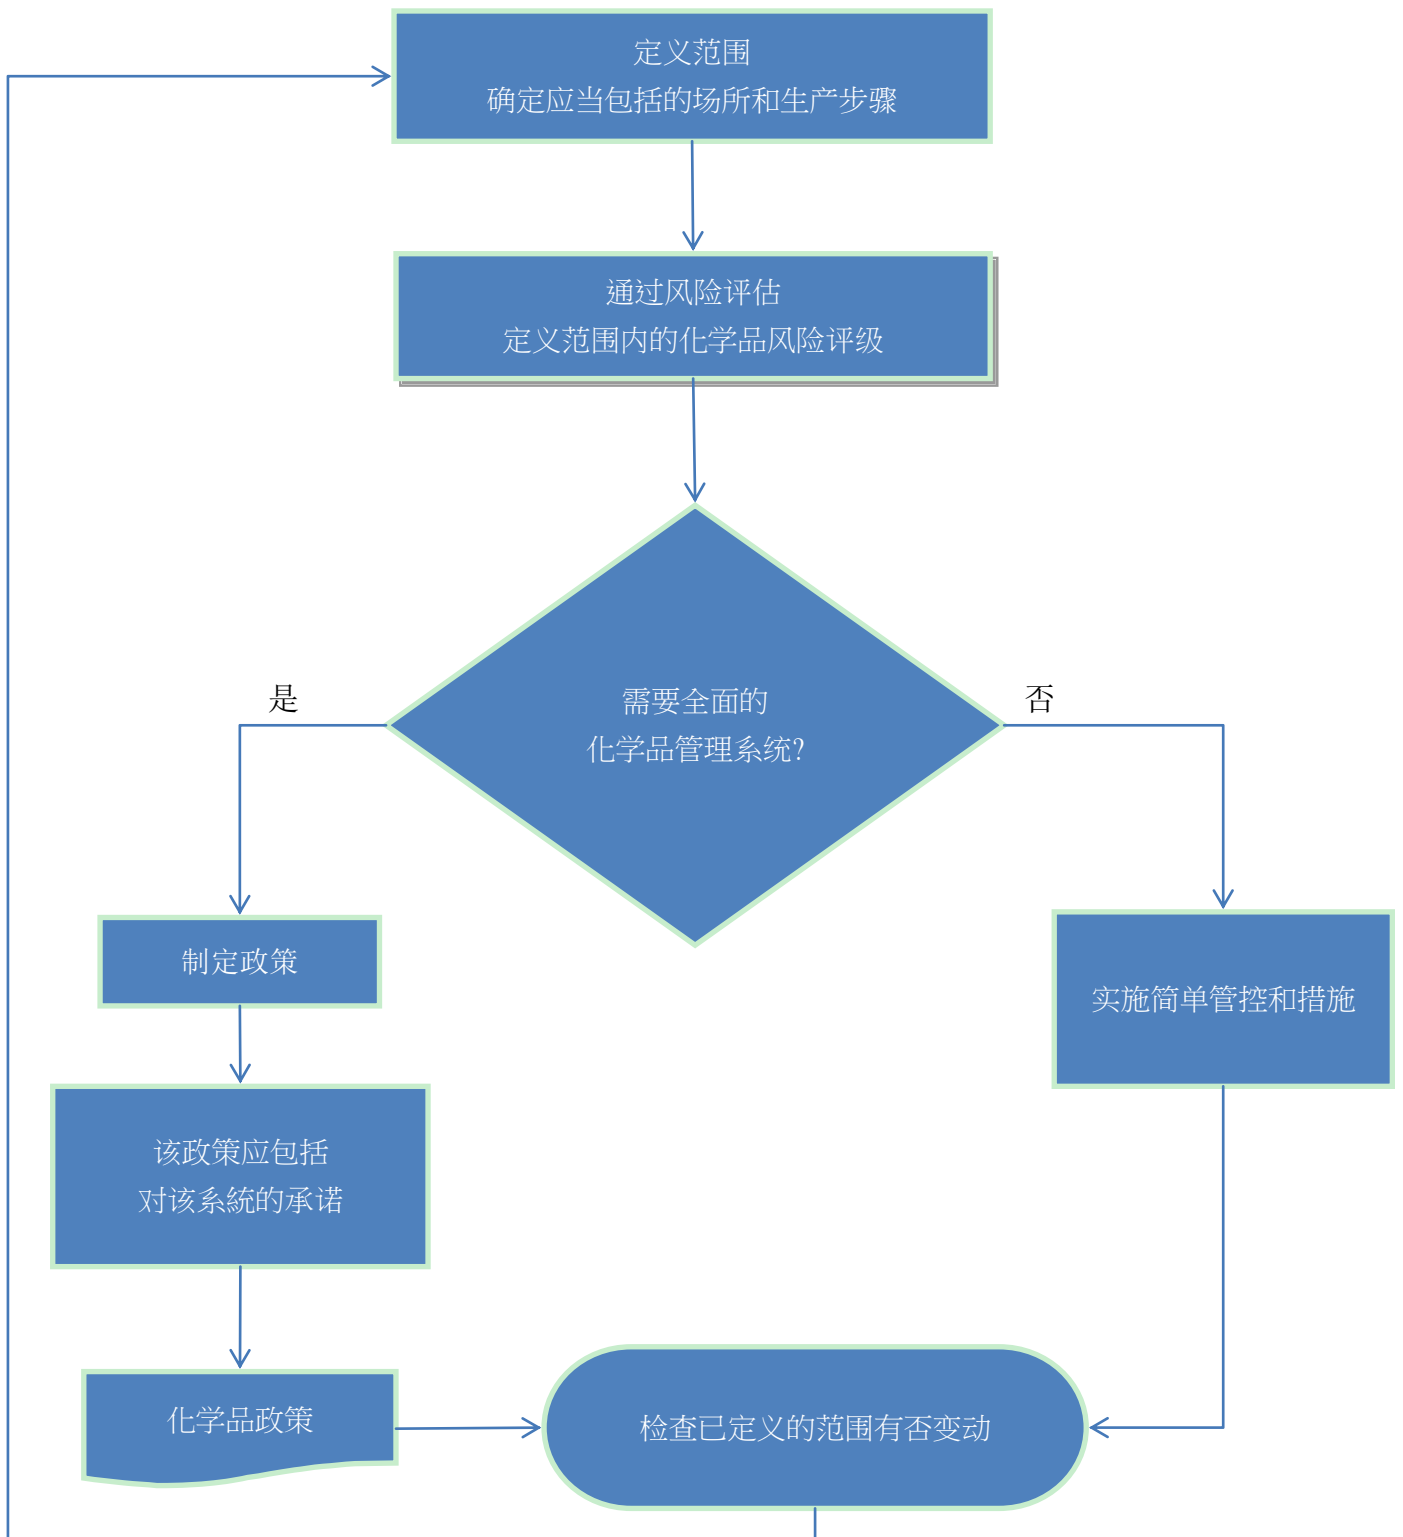 定义范围
确定应当包括的场所和生产步骤
通过风险评估
定义范围内的化学品风险评级
是
否
需要全面的
化学品管理系统?
制定政策
实施简单管控和措施
该政策应包括
对该系統的承诺
化学品政策
检查已定义的范围有否变动